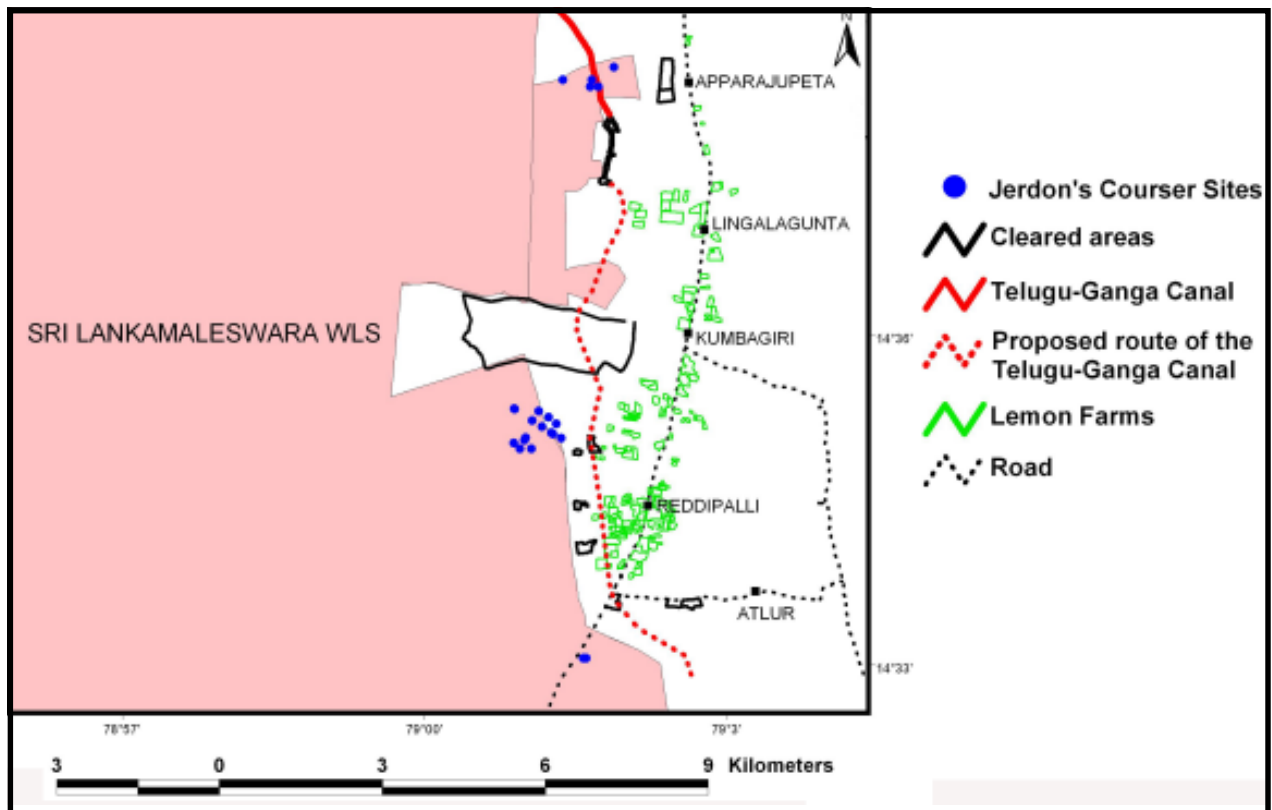 N
APPARAJUPETA
LINGALAGUNTA
SRI LANKAMALESWARA WLS
KUMBAGIRI
REDDIPALLI
ATLUR
14°36'
14°33'
78°57'
79°00'
79°3'
3 0 3 6 9 Kilometers
Jerdon's Courser Sites
Cleared areas
Telugu-Ganga Canal
Proposed route of the
Telugu-Ganga Canal
Lemon Farms
Road